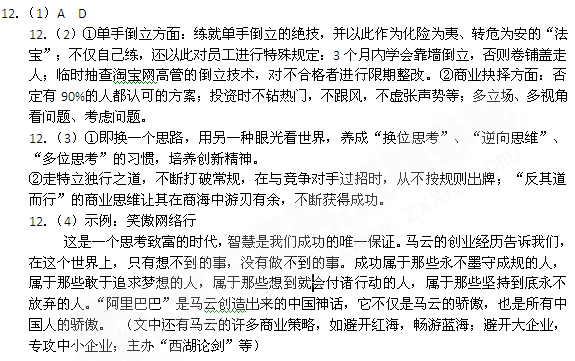 12.（1）A D
12.（2）①单手倒立方面：练就单手倒立的绝技，并以此作为化险为夷、转危为安的“法
宝”；不仅自己练，还以此对员工进行特殊规定：3 个月内学会靠墙倒立，否则卷铺盖走
人；临时抽查淘宝网高管的倒立技术，对不合格者进行限期整改。②商业抉择方面：否
定有 90%的人都认可的方案；投资时不钻热门，不跟风，不虚张声势等；多立场、多视角
看问题、考虑问题。
12.（3）①即换一个思路，用另一种眼光看世界，养成“换位思考”、“逆向思维”、
“多位思考”的习惯，培养创新精神。
②走特立独行之道，不断打破常规，在与竞争对手过招时，从不按规则出牌；“反其道
而行”的商业思维让其在商海中游刃有余，不断获得成功。
12.（4）示例：笑傲网络行
这是一个思考致富的时代，智慧是我们成功的唯一保证。马云的创业经历告诉我们，
在这个世界上，只有想不到的事，没有做不到的事。成功属于那些永不墨守成规的人，
属于那些敢于追求梦想的人，属于那些想到就会付诸行动的人，属于那些坚持到底永不
放弃的人。“阿里巴巴”是马云创造出来的中国神话，它不仅是马云的骄傲，也是所有中
国人的骄傲。（文中还有马云的许多商业策略，如避开红海，畅游蓝海；避开大企业，
专攻中小企业；主办“西湖论剑”等）